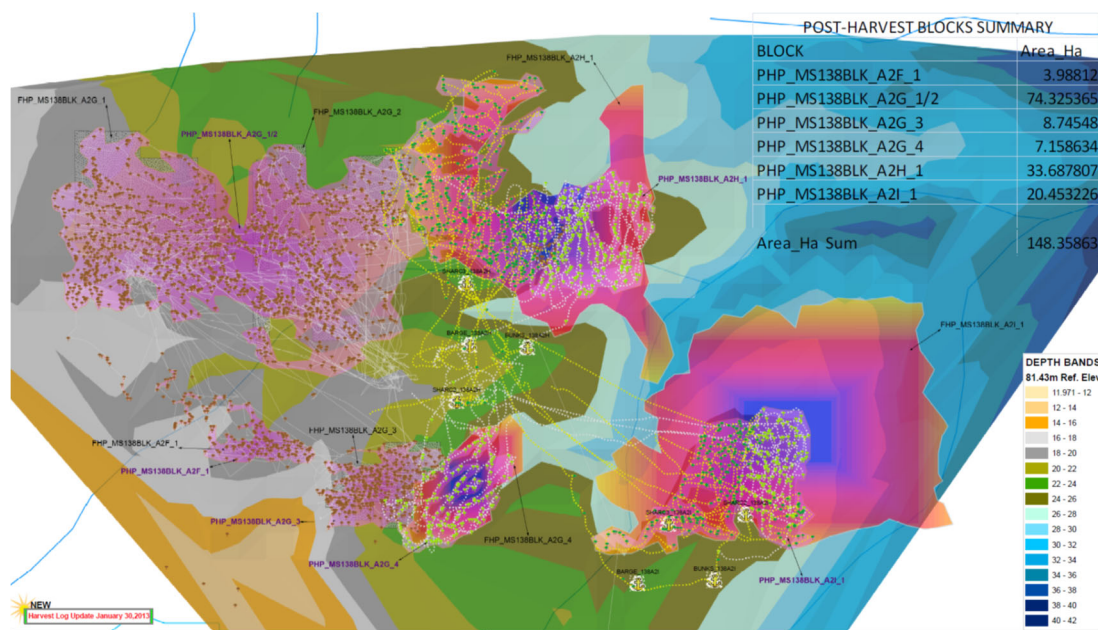 POST-HARVEST BLOCKS SUMMARY
BLOCK Area_Ha
PHP_MS138BLK_A2F_1 3.98812
PHP_MS138BLK_A2G_1/2 74.325365
PHP_MS138BLK_A2G_3 8.74548
PHP_MS138BLK_A2G_4 7.158634
PHP_MS138BLK_A2H_1 33.687807
PHP_MS138BLK_A2I_1 20.453226
Area_Ha Sum 148.35863
FHP_MS138BLK_A2H_1
FHP_MS138BLK_A2G_1
FHP_MS138BLK_A2G_2
PHP_MS138BLK_A2G_1/2
PHP_MS138BLK_A2H_1
BARGE_138A2H
FHP_MS138BLK_A2I_1
DEPTH BANDS
81.43m Ref. Elev
11.971 - 12
12 - 14
14 - 16
16 - 18
18 - 20
20 - 22
22 - 24
24 - 26
26 - 28
28 - 30
30 - 32
32 - 34
34 - 36
36 - 38
38 - 40
40 - 42
FHP_MS138BLK_A2G_3
FHP_MS138BLK_A2F_1
PHP_MS138BLK_A2F_1
PHP_MS138BLK_A2G_3
FHP_MS138BLK_A2G_4
PHP_MS138BLK_A2G_4
BARGE_138A2I
BUNKS_138A2I
PHP_MS138BLK_A2I_1
NEW
Harvest Log Update January 30,2013